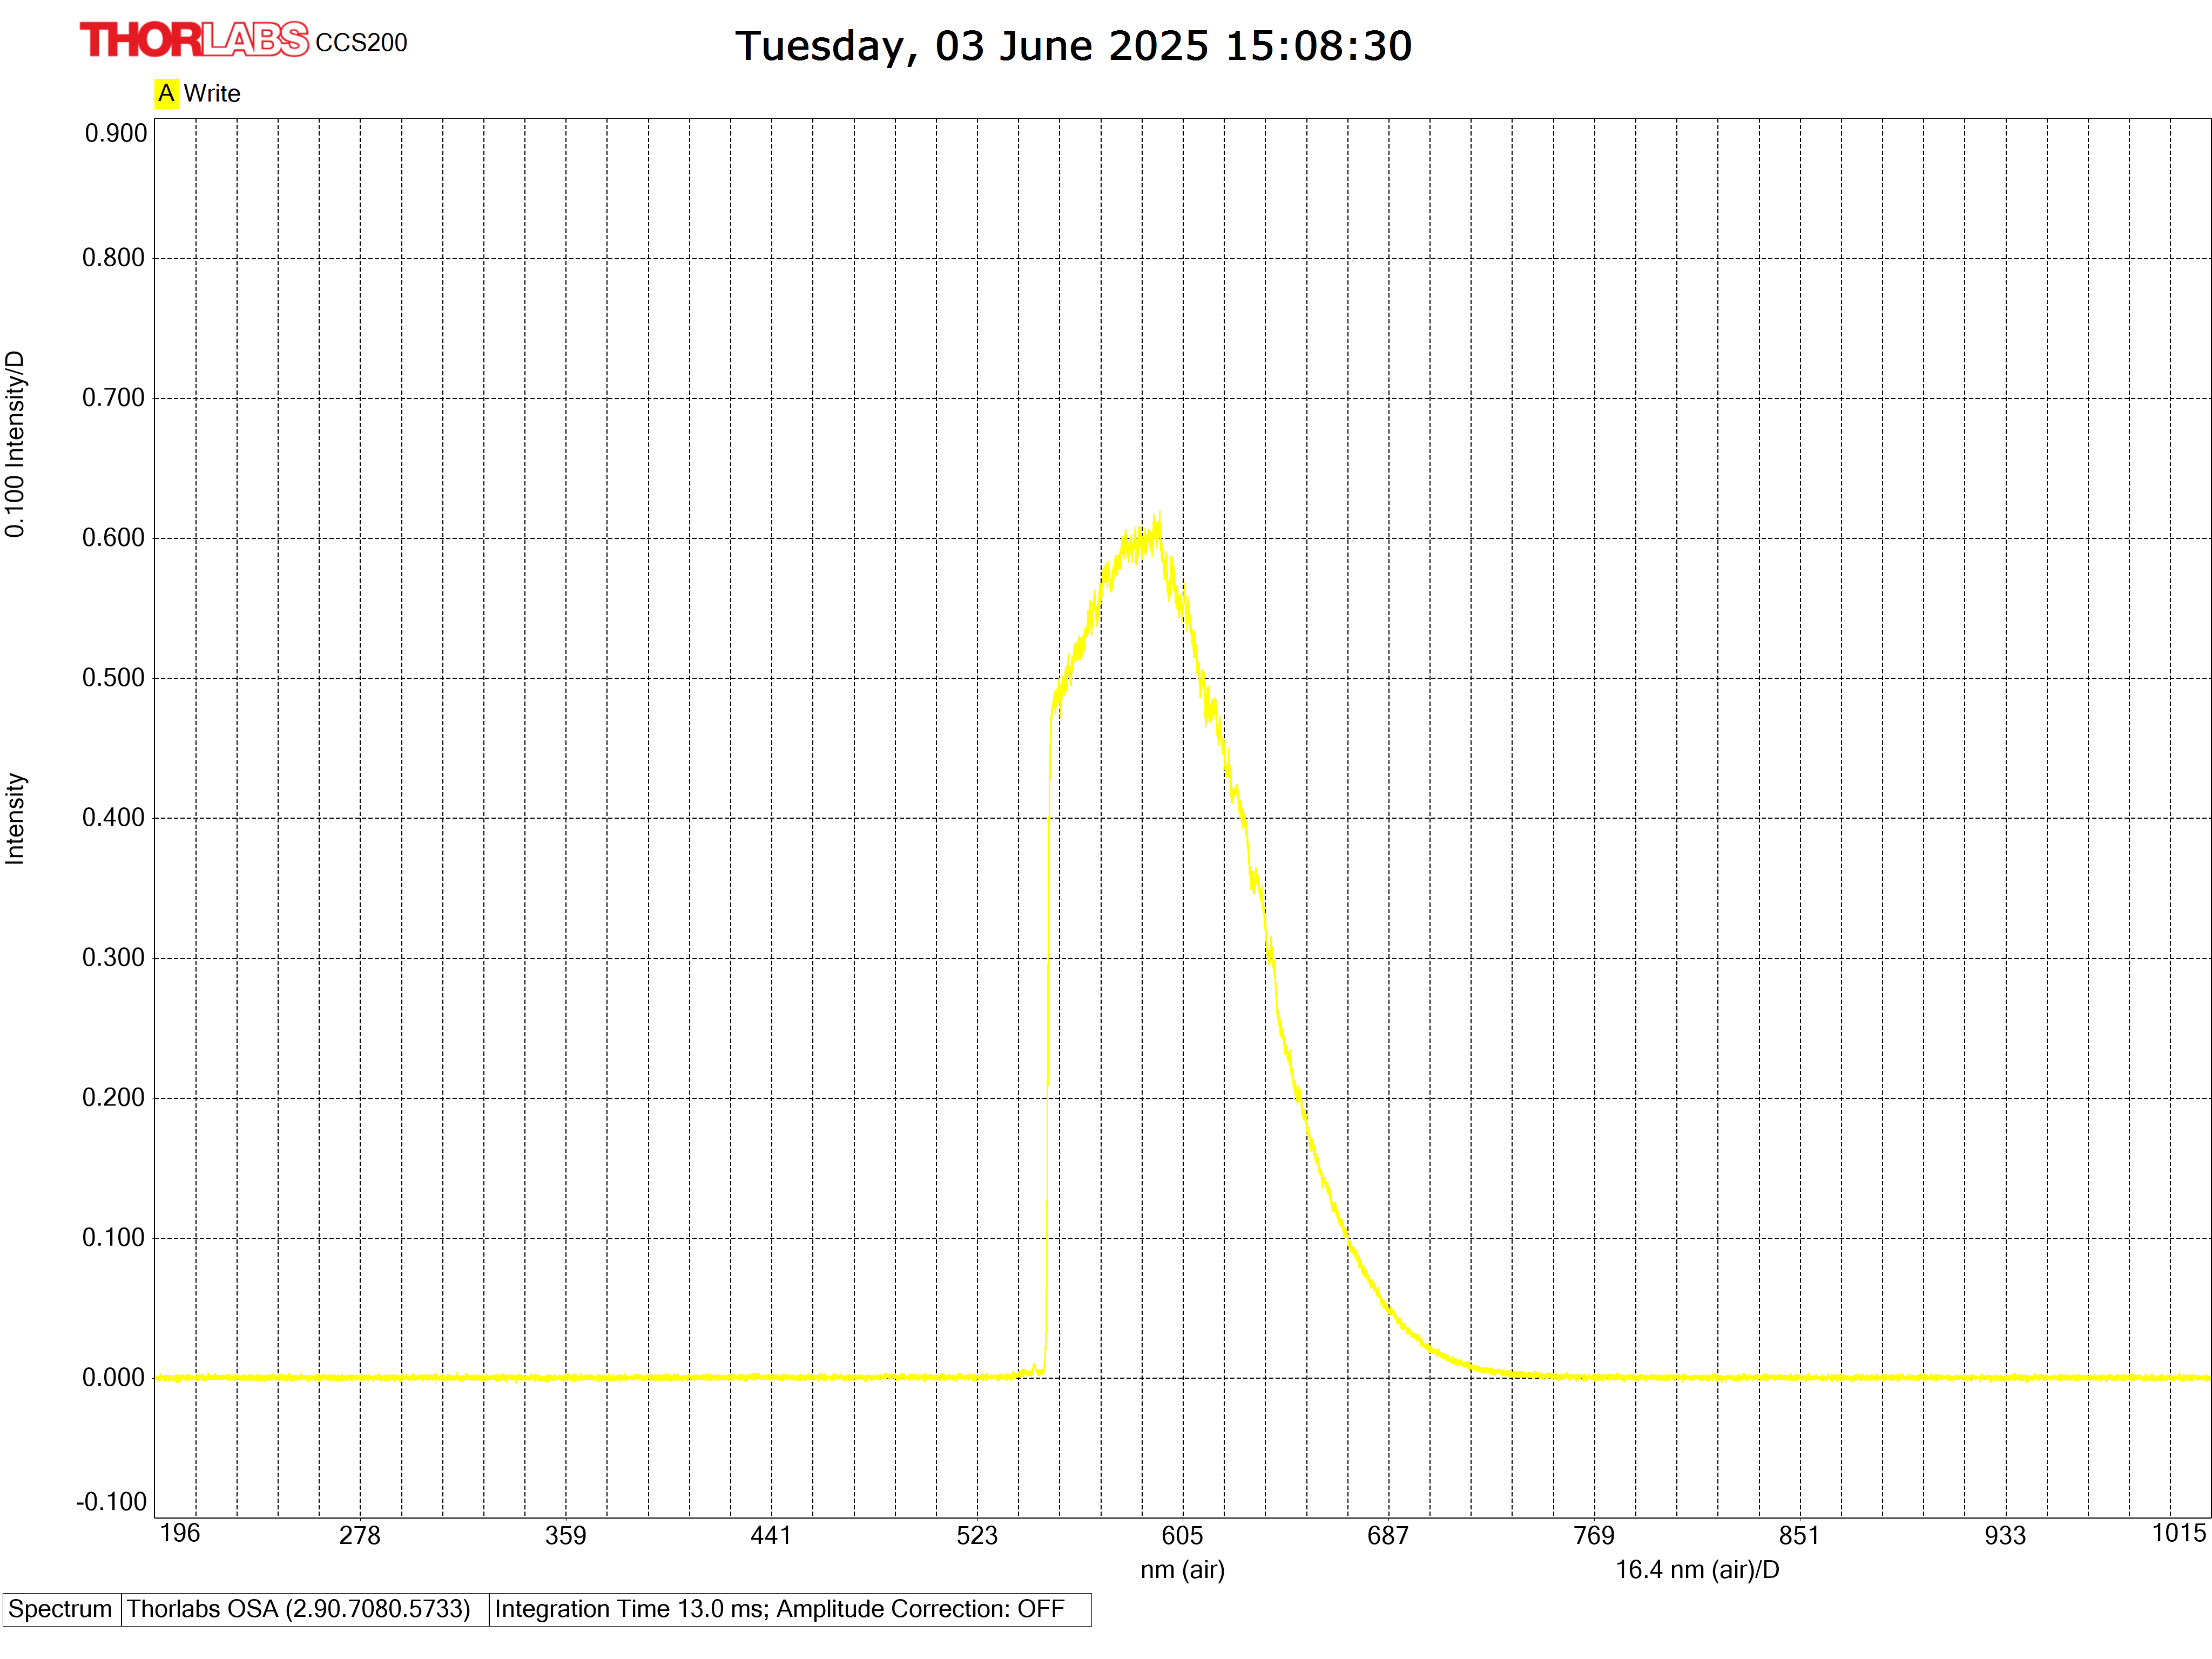 THORLABS CCS200
Tuesday, 03 June 2025 15:08:30
A Write
0.100 Intensity/D
Intensity
0.900
0.800
0.700
0.600
0.500
0.400
0.300
0.200
0.100
0.000
-0.100
196 278 359 441 523 605 687 769 851 933 1015
nm (air) 16.4 nm (air)/D
Spectrum Thorlabs OSA (2.90.7080.5733) Integration Time 13.0 ms; Amplitude Correction: OFF